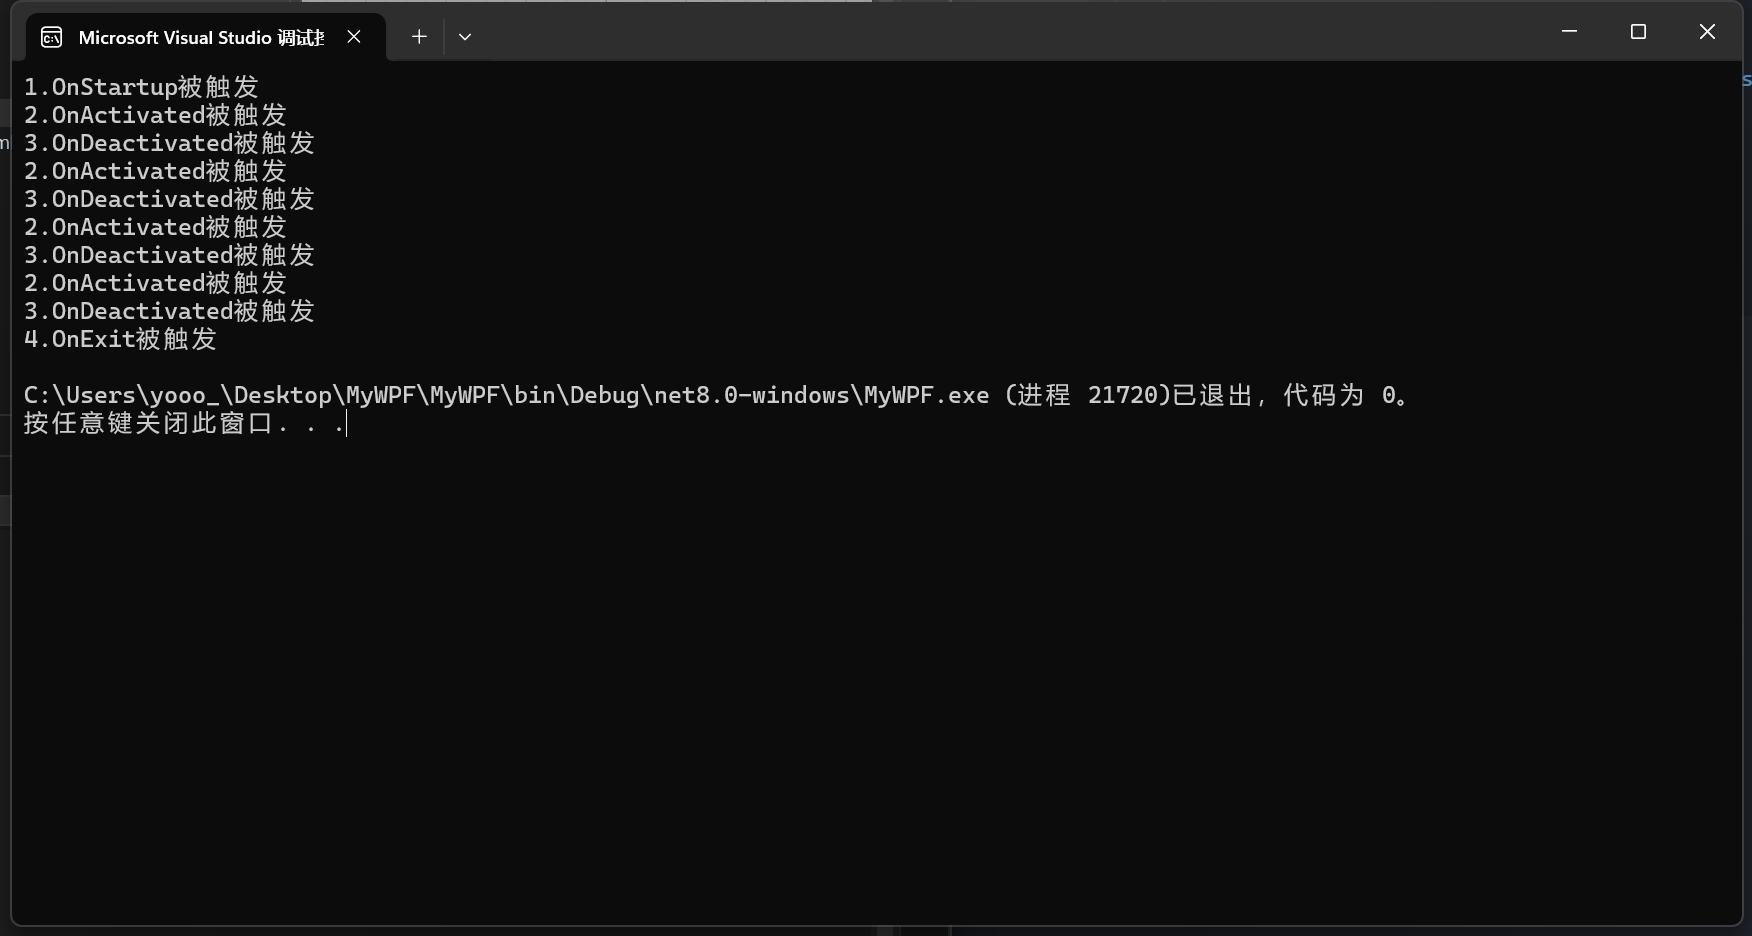 Microsoft Visual Studio 调试
1.OnStartup被触发
2.OnActivated被触发
3.OnDeactivated被触发
2.OnActivated被触发
3.OnDeactivated被触发
2.OnActivated被触发
3.OnDeactivated被触发
2.OnActivated被触发
3.OnDeactivated被触发
4.OnExit被触发
C:\Users\yooo_\Desktop\MyWPF\MyWPF\bin\Debug\net8.0-windows\MyWPF.exe (进程 21720)已退出，代码为 0。
按任意键关闭此窗口. . .